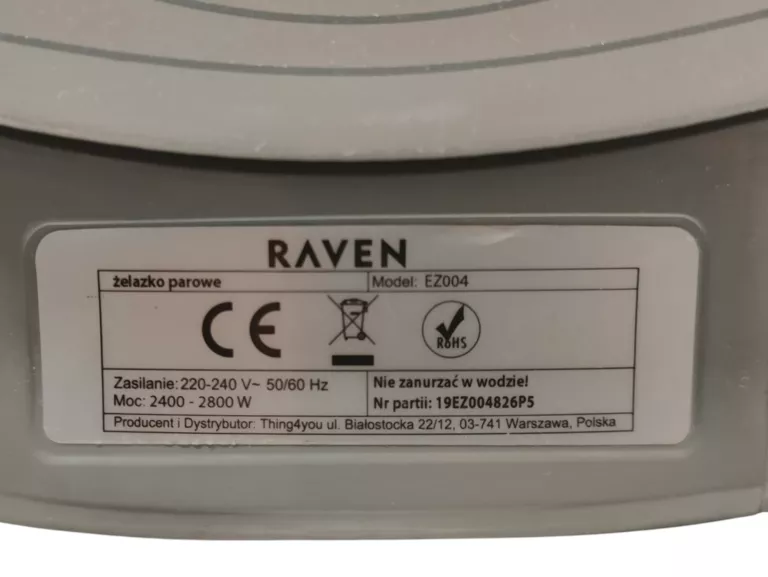 RAVEN
żelazko parowe
Model: EZ004
CE
RoHS
Zasilanie: 220-240 V~ 50/60 Hz
Moc: 2400 - 2800 W
Nie zanurzać w wodzie!
Nr partii: 19EZ004826P5
Producent i Dystrybutor: Thing4you ul. Białostocka 22/12, 03-741 Warszawa, Polska